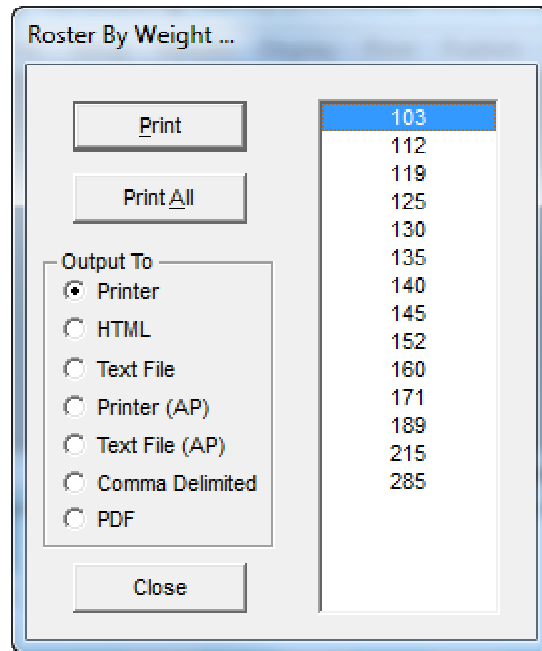 Roster By Weight ...
Print
Print All
Output To
Printer
HTML
Text File
Printer (AP)
Text File (AP)
Comma Delimited
PDF
Close
103
112
119
125
130
135
140
145
152
160
171
189
215
285